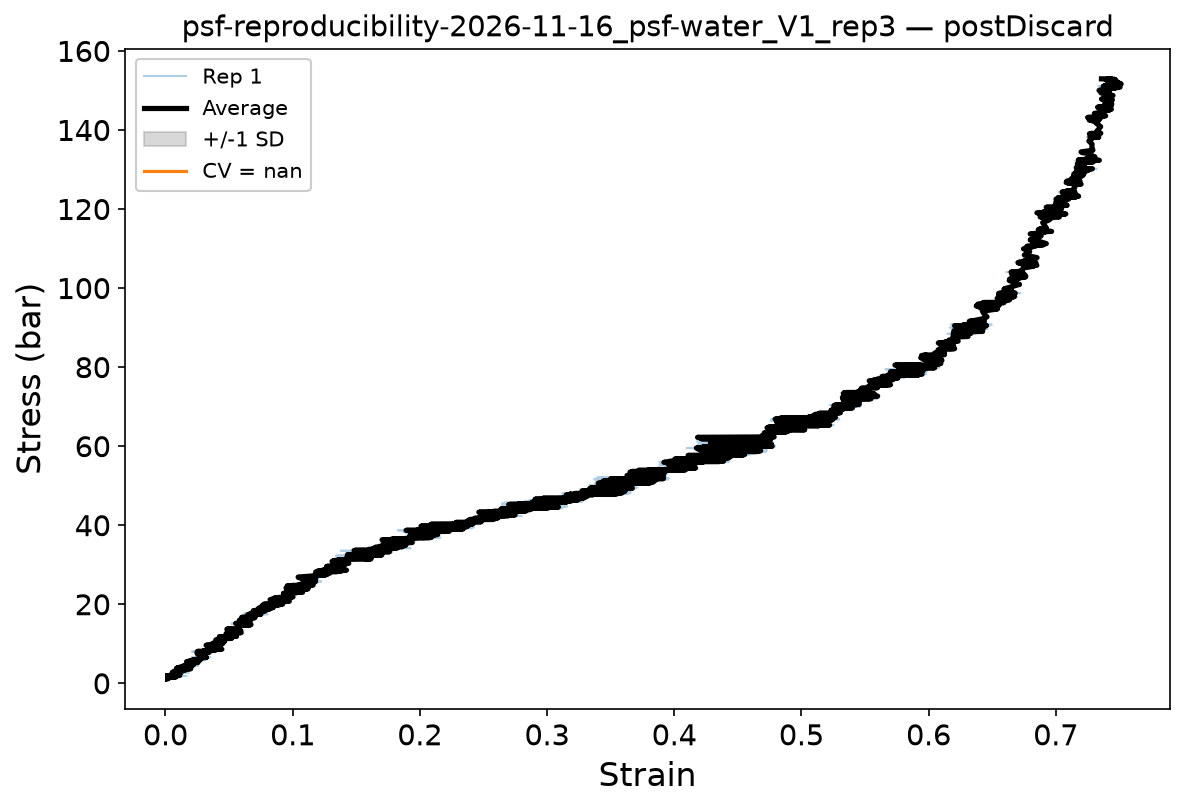 psf-reproducibility-2026-11-16_psf-water_V1_rep3 — postDiscard
Rep 1
Average
+/-1 SD
CV = nan
160
140
120
100
80
60
40
20
0
Stress (bar)
0.0 0.1 0.2 0.3 0.4 0.5 0.6 0.7
Strain